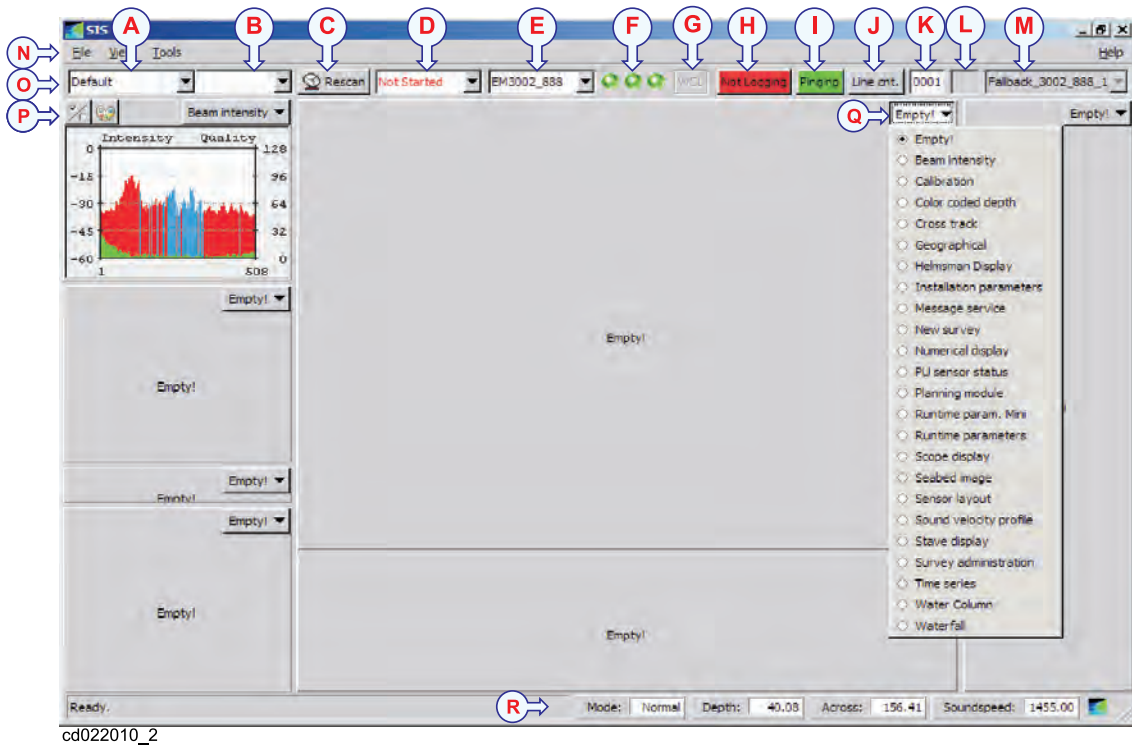 A B C D E F G H I J K L M
SIS
N File View Tools Help
O Default Rescan Not Started EM3002_888 Not Logging Pinging Line cnt. 0001 Fallback_3002_888_1
P Beam intensity Q Empty! Empty!
Intensity Quality
0 128
-15 96
-30 64
-45 32
-60 0
1 508
Empty!
Empty!
Empty!
Empty!
Empty!
Empty!
Empty!
Empty!
Empty!
Beam intensity
Calibration
Color coded depth
Cross track
Geographical
Helmsman Display
Installation parameters
Message service
New survey
Numerical display
PU sensor status
Planning module
Runtime param. Mini
Runtime parameters
Scope display
Seabed image
Sensor layout
Sound velocity profile
Stave display
Survey administration
Time series
Water Column
Waterfall
Ready. R Mode: Normal Depth: 40.08 Across: 156.41 Soundspeed: 1455.00
cd022010_2